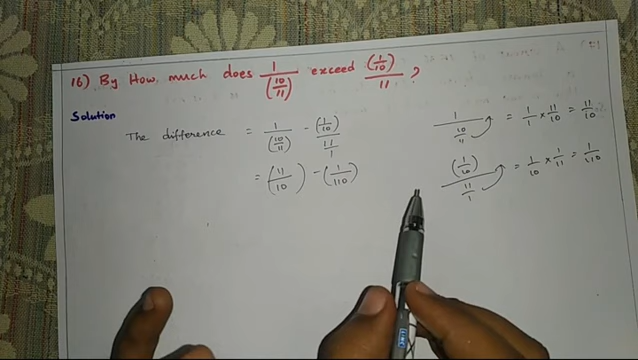 16) By How much does 1/(10/11) exceed (1/10)/11 ?
Solution
The difference = 1/(10/11) - (1/10)/(11/1)
= (11/10) - (1/110)
1/(10/11) = 1/1 × 11/10 = 11/10
(1/10)/(11/1) = 1/10 × 1/11 = 1/110